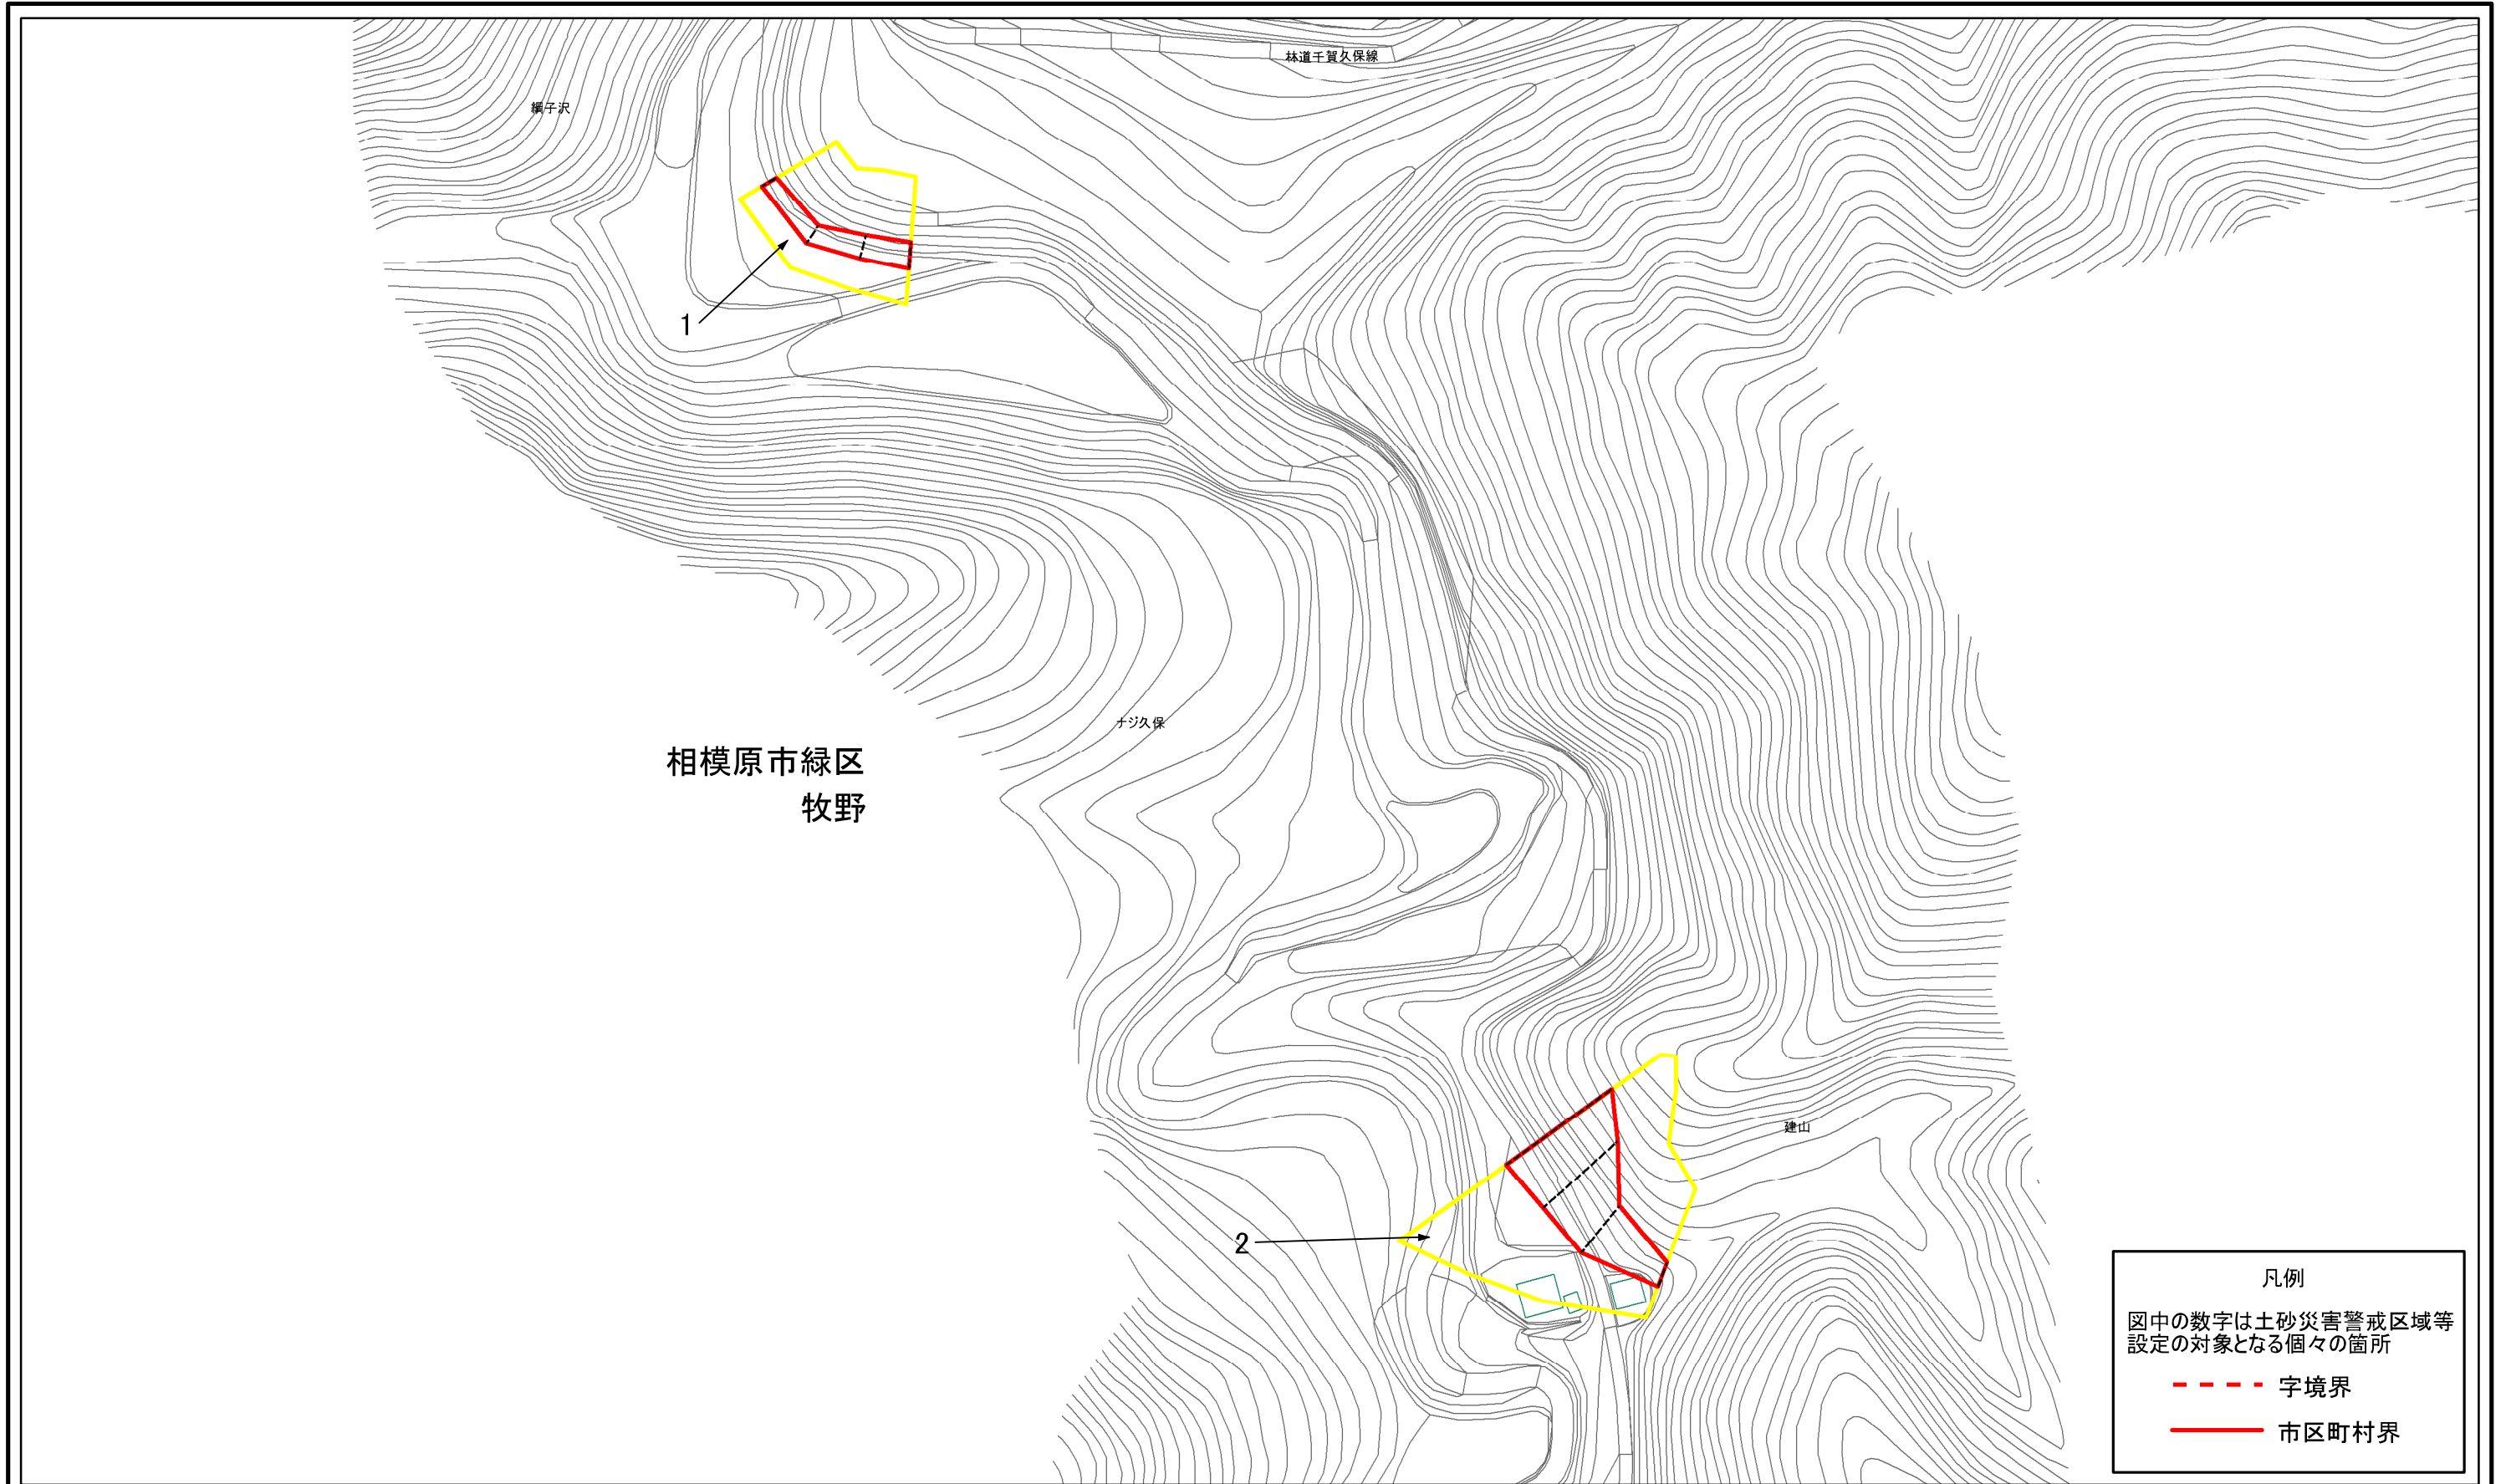 林道千賀久保線
綱子沢
1
ナジ久保
相模原市緑区
牧野
建山
2
凡例
図中の数字は土砂災害警戒区域等
設定の対象となる個々の箇所
字境界
市区町村界